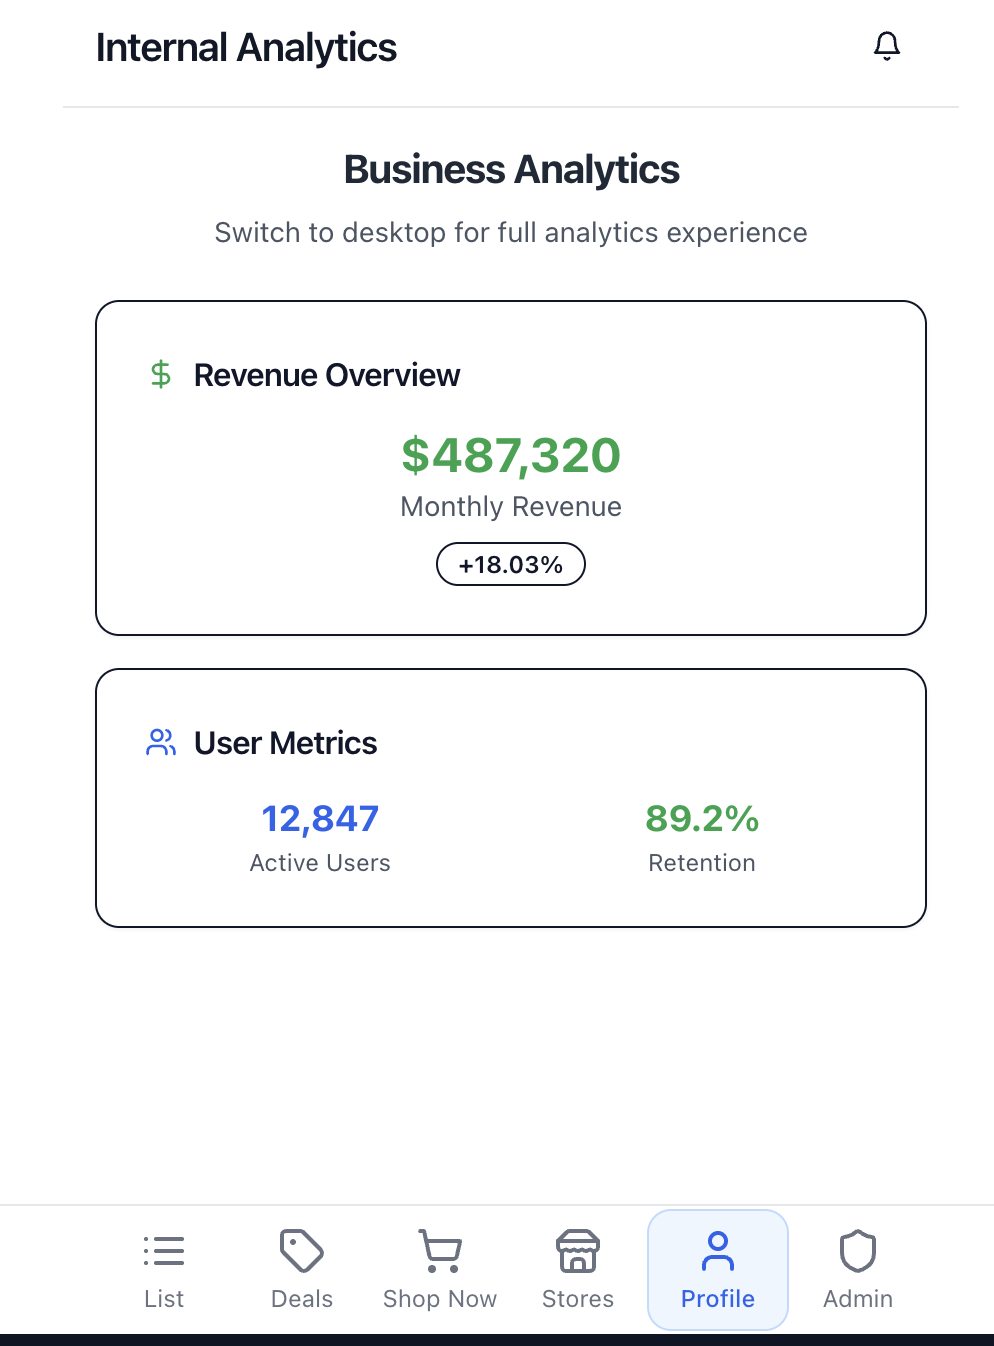 Internal Analytics
Business Analytics
Switch to desktop for full analytics experience
$ Revenue Overview
$487,320
Monthly Revenue
+18.03%
User Metrics
12,847 89.2%
Active Users Retention
List Deals Shop Now Stores Profile Admin